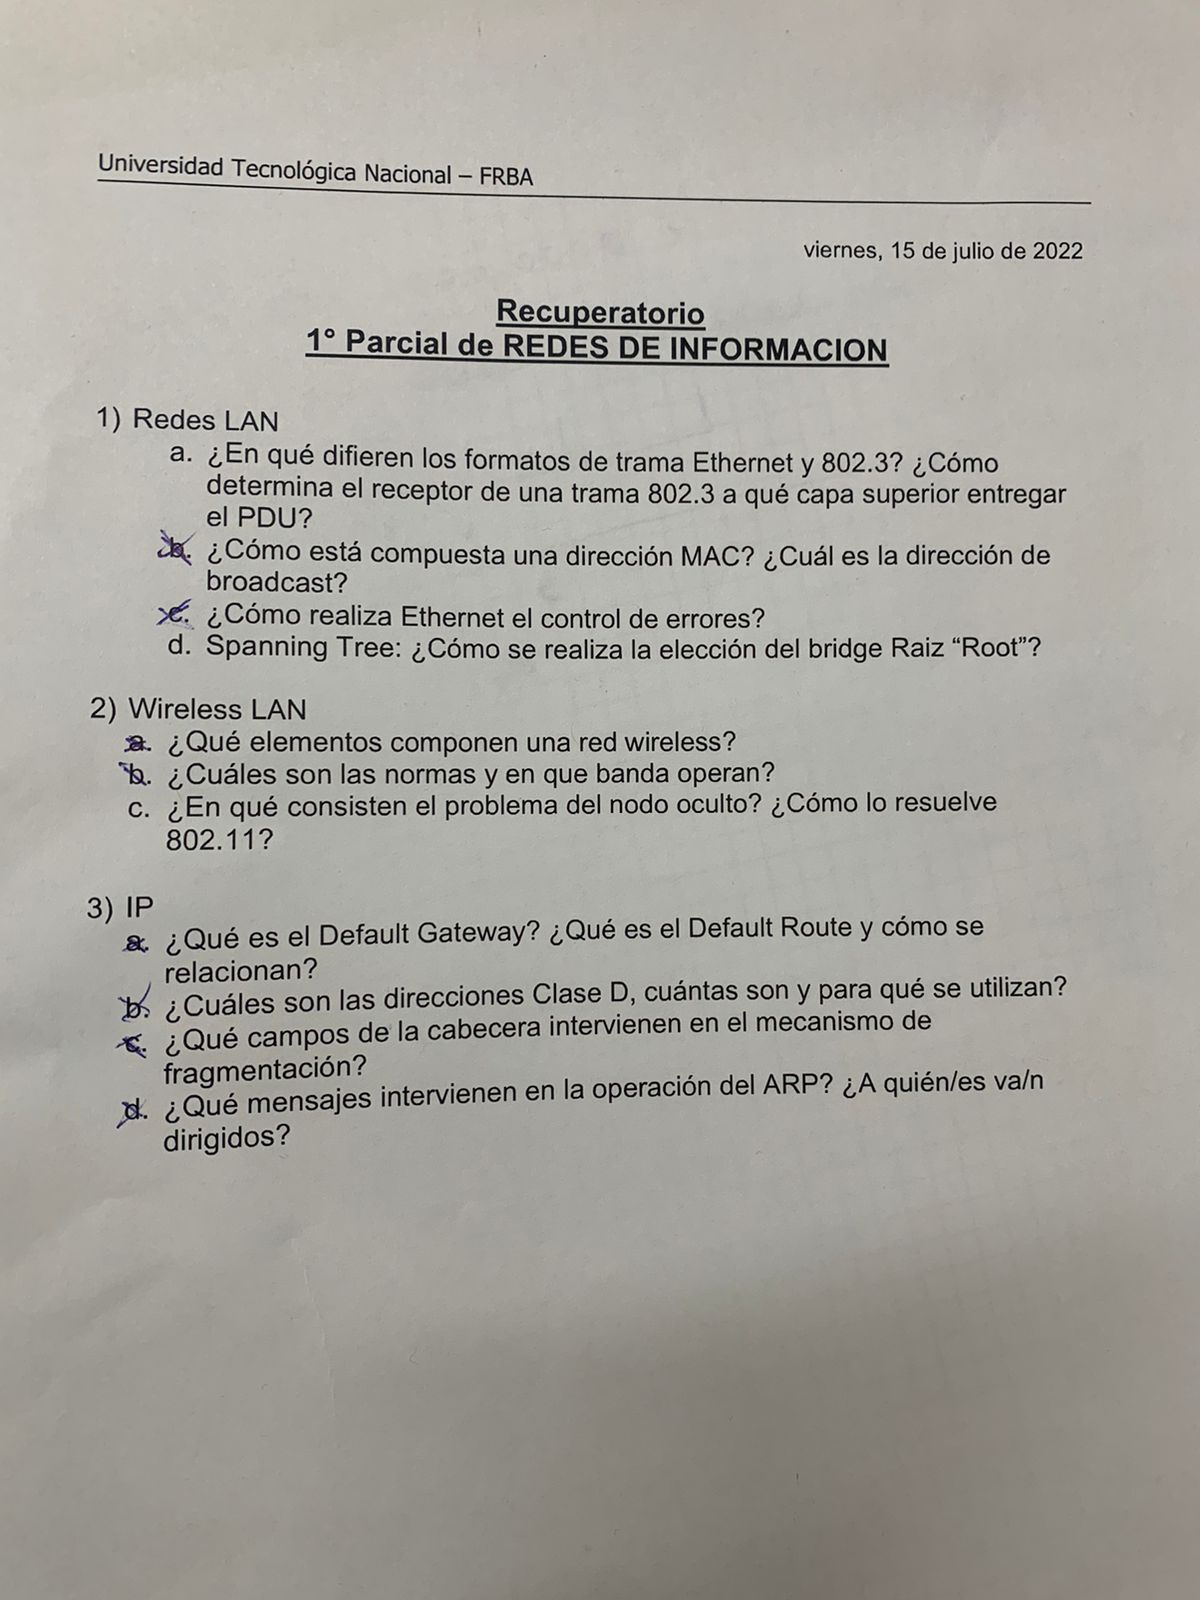 Universidad Tecnológica Nacional – FRBA
viernes, 15 de julio de 2022
Recuperatorio
1° Parcial de REDES DE INFORMACION
1) Redes LAN
a. ¿En qué difieren los formatos de trama Ethernet y 802.3? ¿Cómo
determina el receptor de una trama 802.3 a qué capa superior entregar
el PDU?
b. ¿Cómo está compuesta una dirección MAC? ¿Cuál es la dirección de
broadcast?
c. ¿Cómo realiza Ethernet el control de errores?
d. Spanning Tree: ¿Cómo se realiza la elección del bridge Raiz “Root”?
2) Wireless LAN
a. ¿Qué elementos componen una red wireless?
b. ¿Cuáles son las normas y en que banda operan?
c. ¿En qué consisten el problema del nodo oculto? ¿Cómo lo resuelve
802.11?
3) IP
a. ¿Qué es el Default Gateway? ¿Qué es el Default Route y cómo se
relacionan?
b. ¿Cuáles son las direcciones Clase D, cuántas son y para qué se utilizan?
c. ¿Qué campos de la cabecera intervienen en el mecanismo de
fragmentación?
d. ¿Qué mensajes intervienen en la operación del ARP? ¿A quién/es va/n
dirigidos?